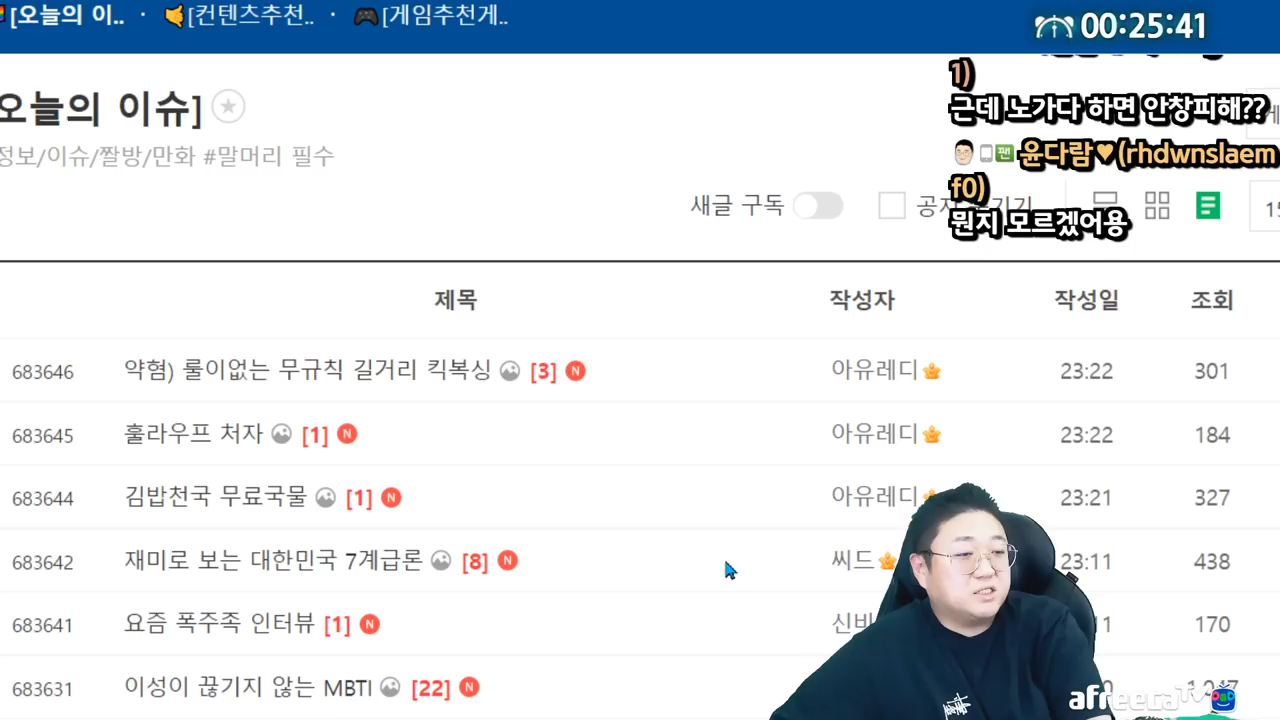 [오늘의 이.. · [컨텐츠추천.. · [게임추천게..
00:25:41
오늘의 이슈]
정보/이슈/짤방/만화 #말머리 필수
1)
근데 노가다 하면 안창피해??
팬 윤다람♥(rhdwnslaem
f0)
뭔지 모르겠어용
새글 구독
15
제목 작성자 작성일 조회
683646 약혐) 룰이없는 무규칙 길거리 킥복싱 [3] N 아유레디 23:22 301
683645 훌라우프 처자 [1] N 아유레디 23:22 184
683644 김밥천국 무료국물 [1] N 아유레디 23:21 327
683642 재미로 보는 대한민국 7계급론 [8] N 씨드 23:11 438
683641 요즘 폭주족 인터뷰 [1] N 170
683631 이성이 끊기지 않는 MBTI [22] N
afreecaTV